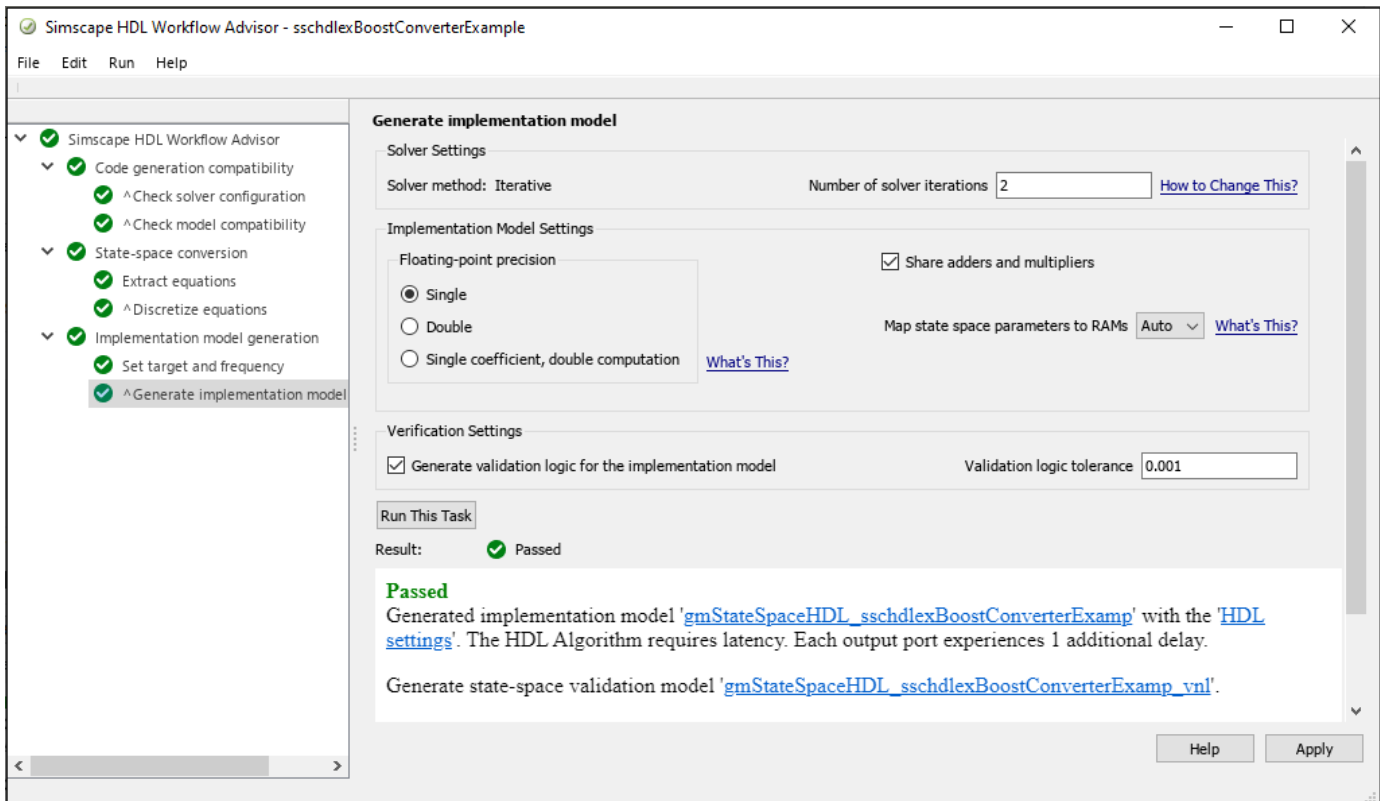 Simscape HDL Workflow Advisor - sschdlexBoostConverterExample
File Edit Run Help
Simscape HDL Workflow Advisor
Code generation compatibility
^Check solver configuration
^Check model compatibility
State-space conversion
Extract equations
^Discretize equations
Implementation model generation
Set target and frequency
^Generate implementation model
Generate implementation model
Solver Settings
Solver method: Iterative Number of solver iterations 2 How to Change This?
Implementation Model Settings
Floating-point precision
Share adders and multipliers
Single
Double
Map state space parameters to RAMs Auto What's This?
Single coefficient, double computation What's This?
Verification Settings
Generate validation logic for the implementation model Validation logic tolerance 0.001
Run This Task
Result: Passed
Passed
Generated implementation model 'gmStateSpaceHDL_sschdlexBoostConverterExamp' with the 'HDL
settings'. The HDL Algorithm requires latency. Each output port experiences 1 additional delay.
Generate state-space validation model 'gmStateSpaceHDL_sschdlexBoostConverterExamp_vnl'.
Help Apply